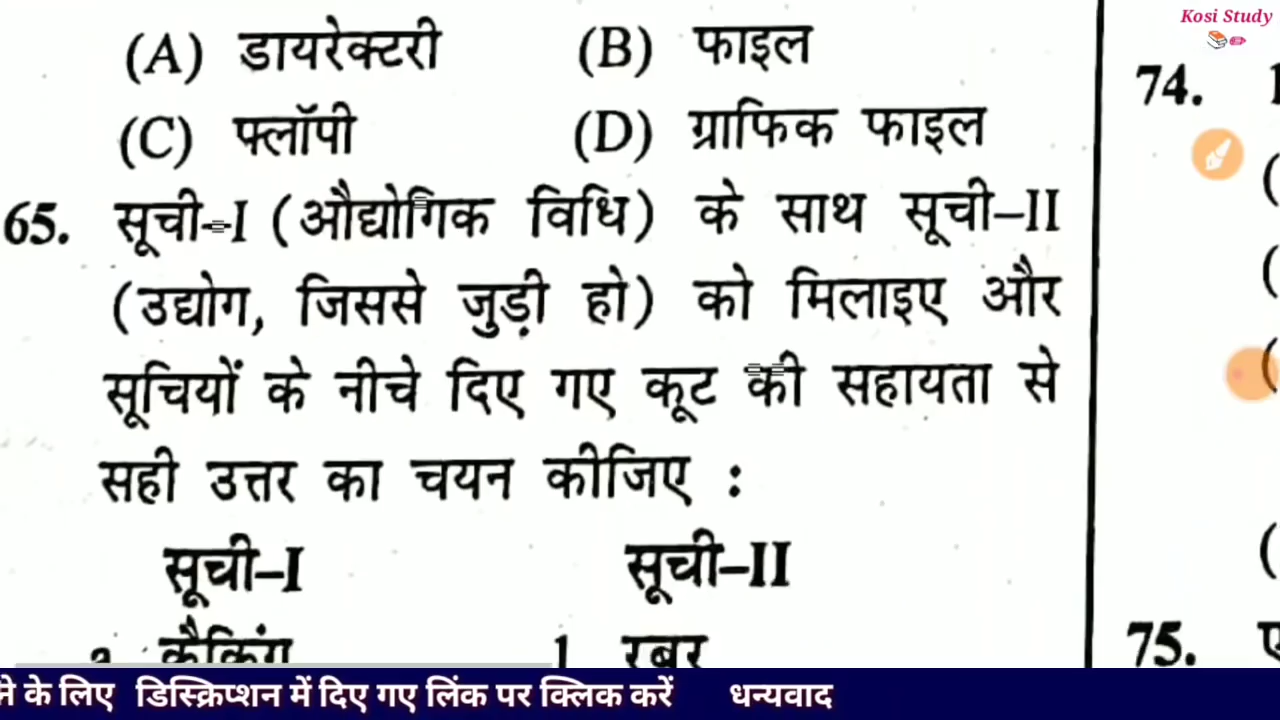 Kosi Study
(A) डायरेक्टरी (B) फाइल
(C) फ्लॉपी (D) ग्राफिक फाइल
65. सूची-I (औद्योगिक विधि) के साथ सूची-II
(उद्योग, जिससे जुड़ी हो) को मिलाइए और
सूचियों के नीचे दिए गए कूट की सहायता से
सही उत्तर का चयन कीजिए :
सूची-I सूची-II
a. कैकिंग 1 रबर
74.
75.
के लिए डिस्क्रिप्शन में दिए गए लिंक पर क्लिक करें धन्यवाद